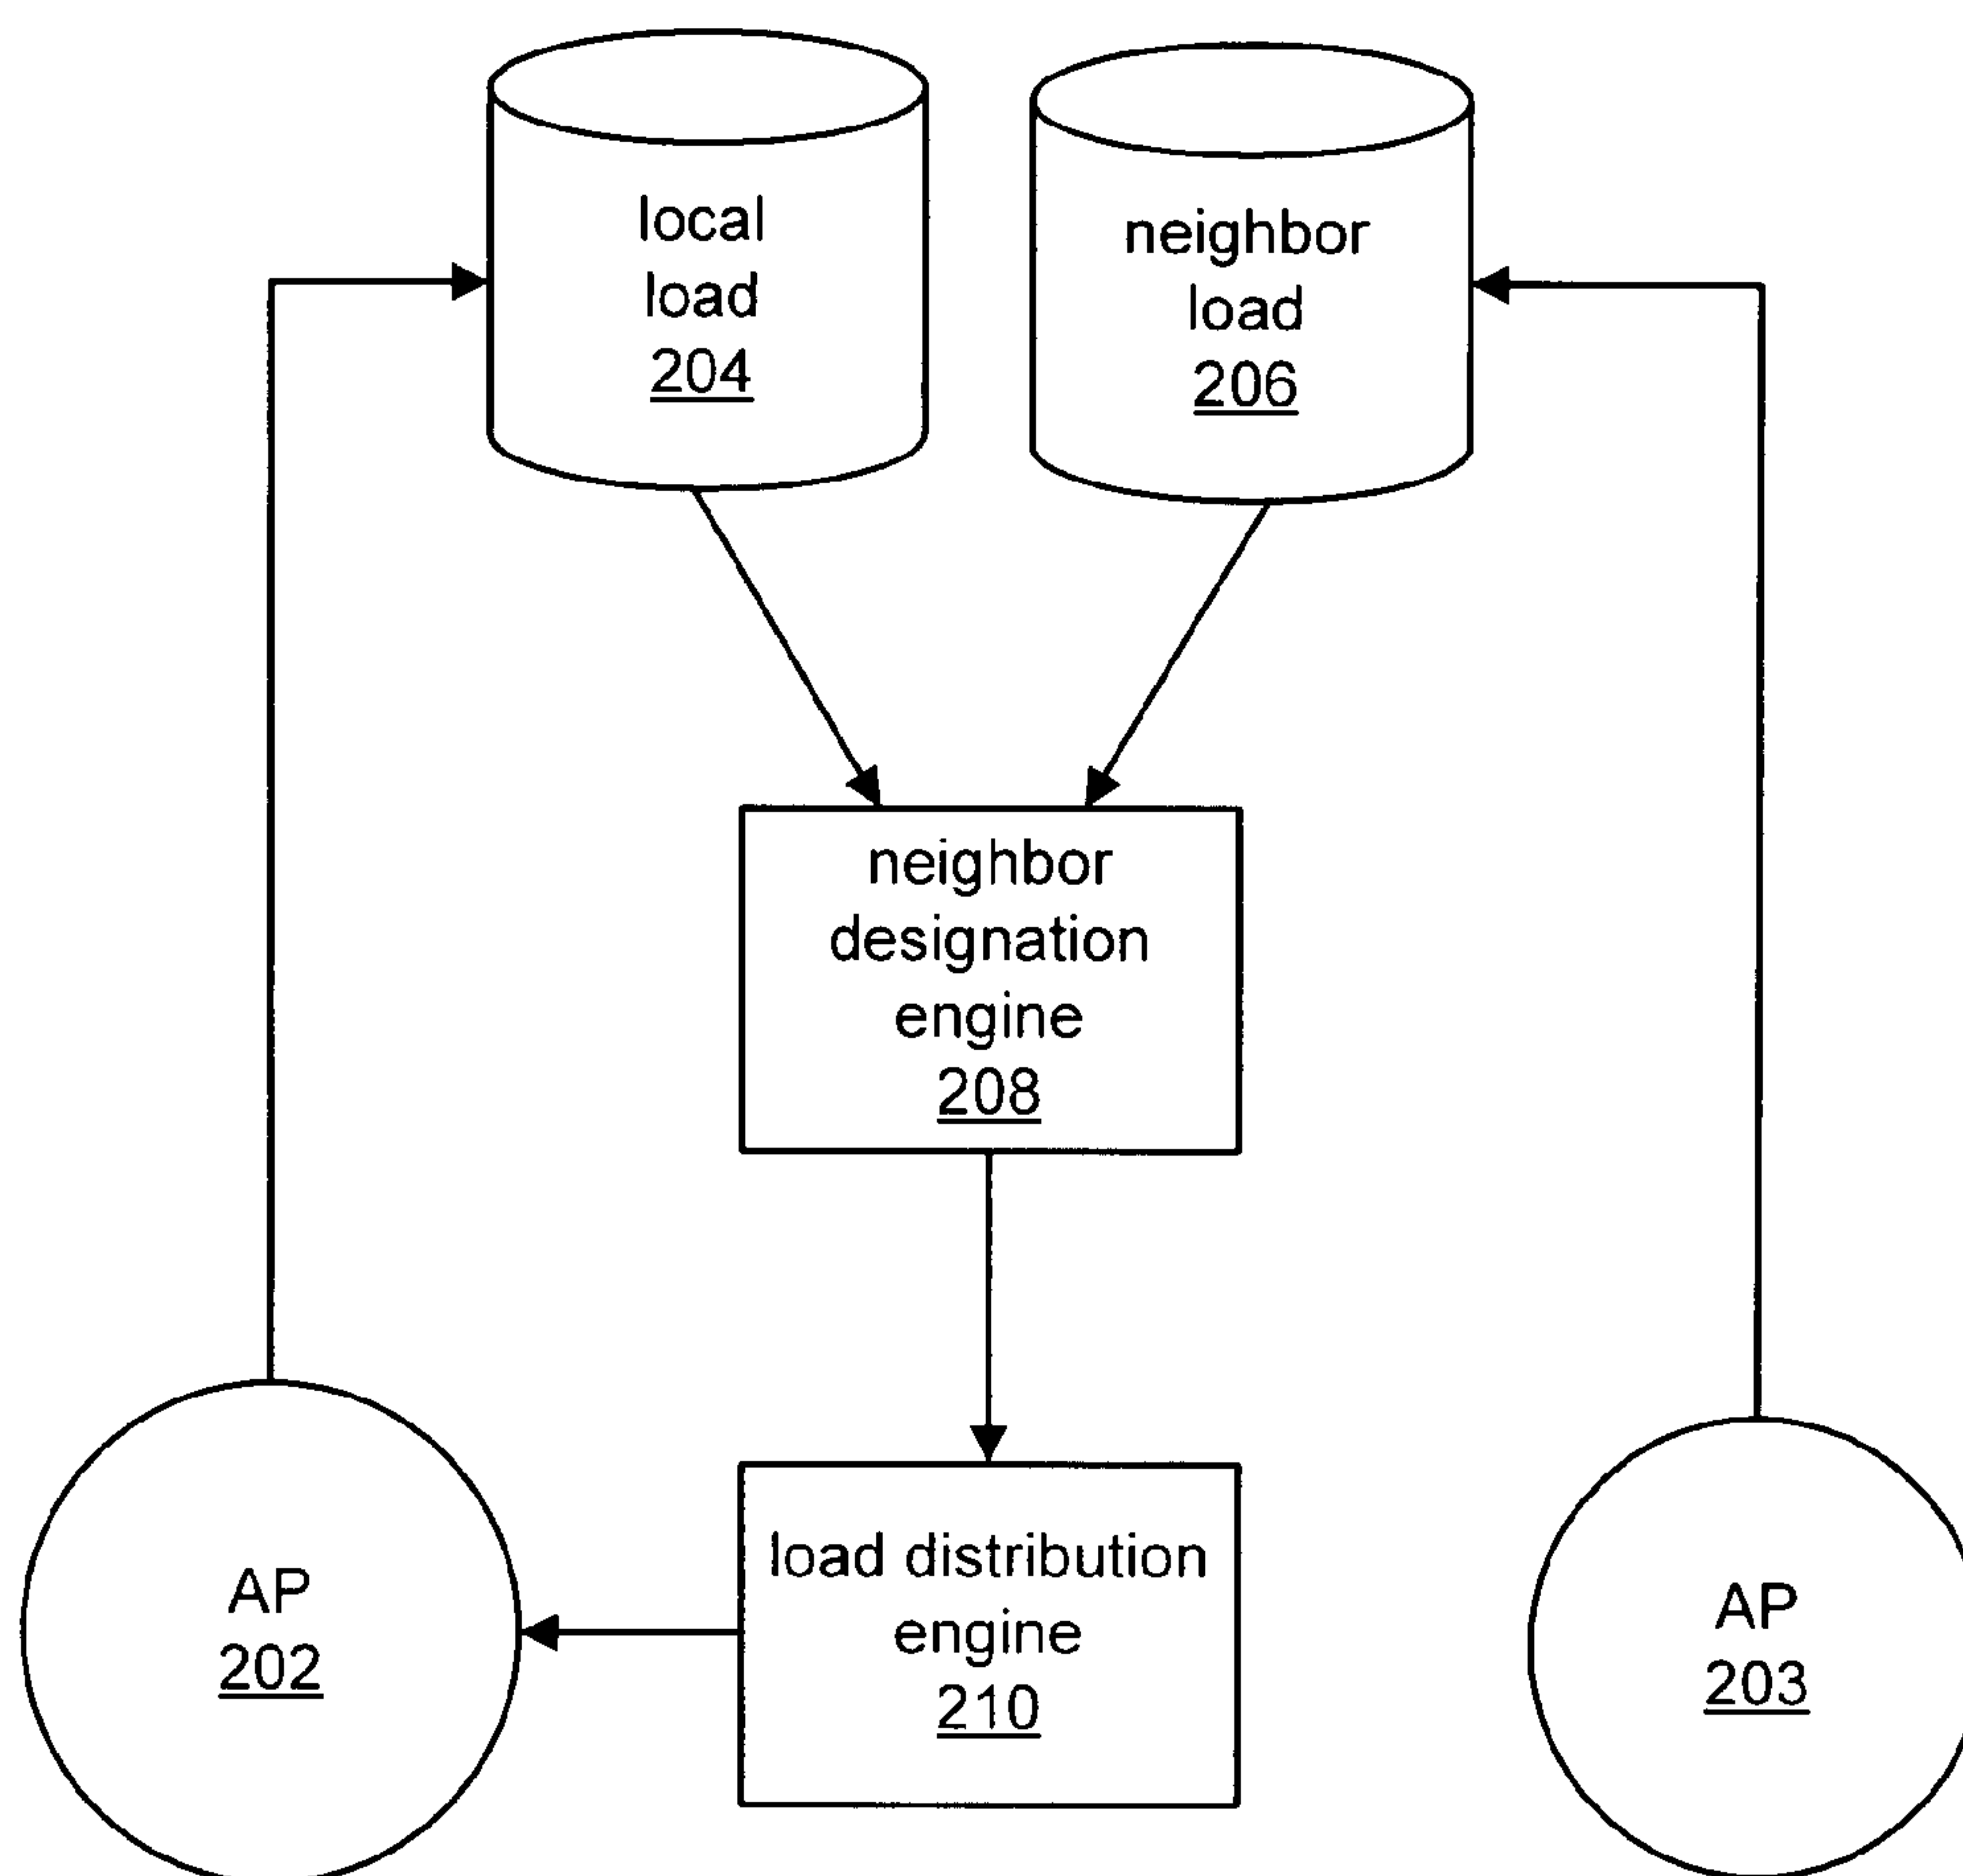 local
load
204
neighbor
load
206
neighbor
designation
engine
208
load distribution
engine
210
AP
202
AP
203